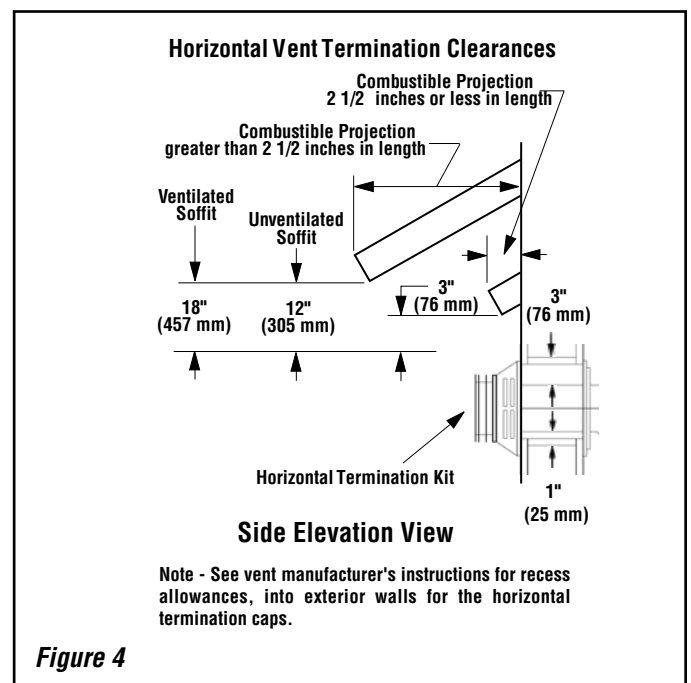 Horizontal Vent Termination Clearances
Combustible Projection
2 1/2 inches or less in length
Combustible Projection
greater than 2 1/2 inches in length
Ventilated
Soffit
Unventilated
Soffit
18"
(457 mm)
12"
(305 mm)
3"
(76 mm)
3"
(76 mm)
Horizontal Termination Kit
1"
(25 mm)
Side Elevation View
Note - See vent manufacturer's instructions for recess
allowances, into exterior walls for the horizontal
termination caps.
Figure 4